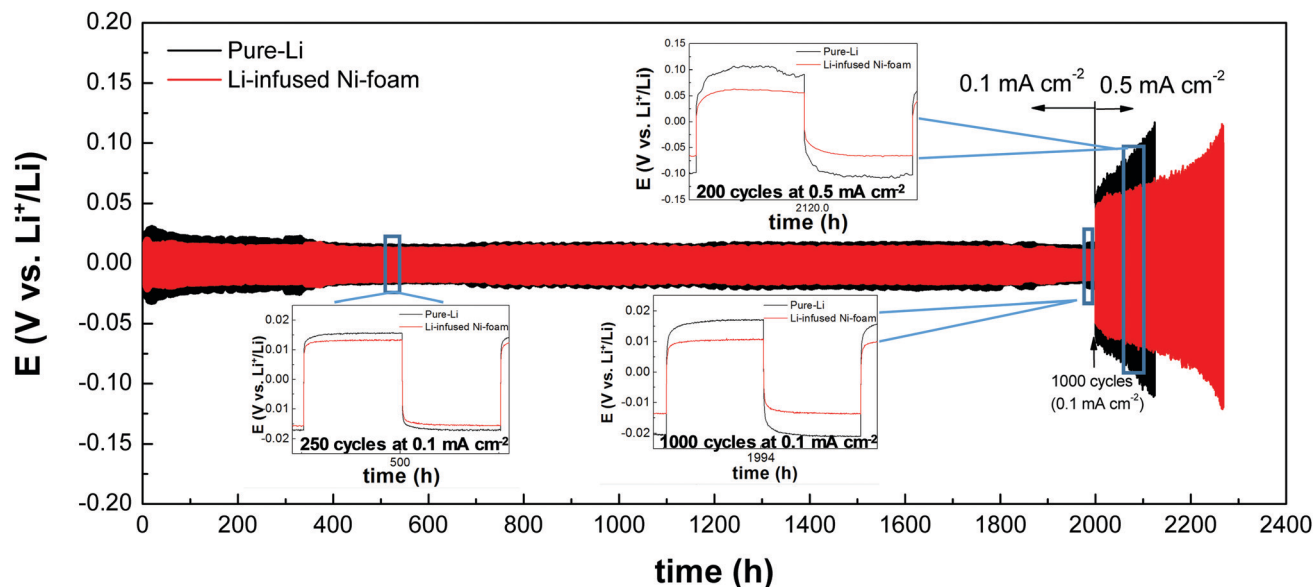 0.20
0.15
0.10
0.05
0.00
-0.05
-0.10
-0.15
-0.20
E (V vs. Li⁺/Li)
Pure-Li
Li-infused Ni-foam
0.15
0.10
0.05
0.00
-0.05
-0.10
-0.15
E (V vs. Li⁺/Li)
Pure-Li
Li-infused Ni-foam
200 cycles at 0.5 mA cm⁻²
2120.0
time (h)
0.1 mA cm⁻²
0.5 mA cm⁻²
0.02
0.01
0.00
-0.01
-0.02
E (V vs. Li⁺/Li)
Pure-Li
Li-infused Ni-foam
250 cycles at 0.1 mA cm⁻²
500
time (h)
0.02
0.01
0.00
-0.01
-0.02
E (V vs. Li⁺/Li)
Pure-Li
Li-infused Ni-foam
1000 cycles at 0.1 mA cm⁻²
1994
time (h)
1000 cycles
(0.1 mA cm⁻²)
0 200 400 600 800 1000 1200 1400 1600 1800 2000 2200 2400
time (h)